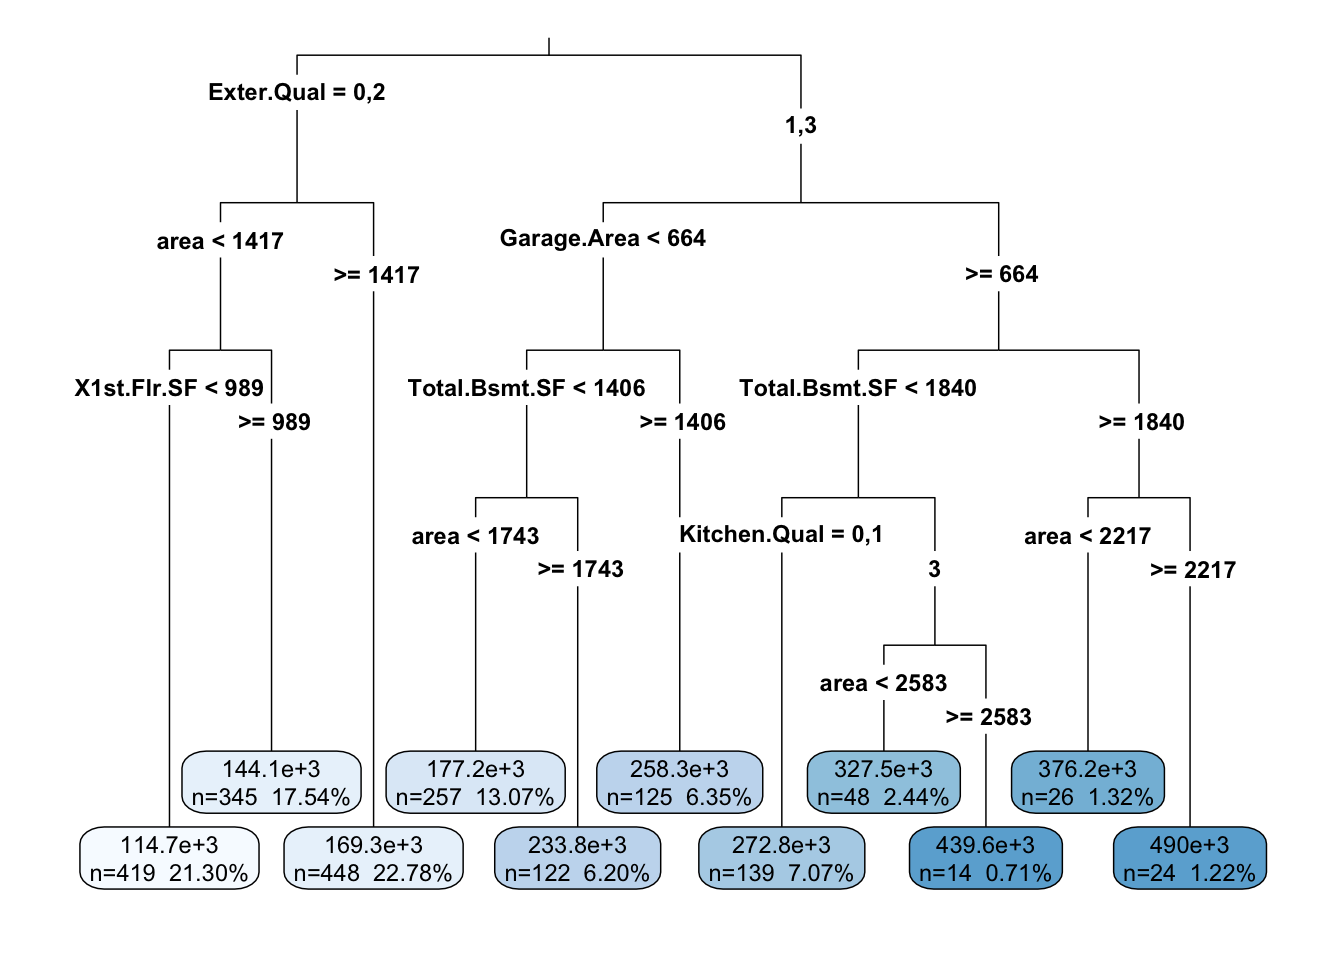 Exter.Qual = 0,2
1,3
area < 1417
Garage.Area < 664
>= 1417
>= 664
X1st.Flr.SF < 989
Total.Bsmt.SF < 1406
Total.Bsmt.SF < 1840
>= 989
>= 1406
>= 1840
area < 1743
Kitchen.Qual = 0,1
area < 2217
>= 1743
3
>= 2217
area < 2583
>= 2583
144.1e+3
n=345 17.54%
177.2e+3
n=257 13.07%
258.3e+3
n=125 6.35%
327.5e+3
n=48 2.44%
376.2e+3
n=26 1.32%
114.7e+3
n=419 21.30%
169.3e+3
n=448 22.78%
233.8e+3
n=122 6.20%
272.8e+3
n=139 7.07%
439.6e+3
n=14 0.71%
490e+3
n=24 1.22%